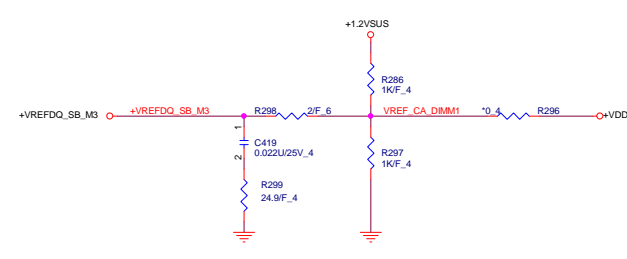 +1.2VSUS
R286
1K/F_4
+VREFDQ_SB_M3
+VREFDQ_SB_M3
R298
2/F_6
VREF_CA_DIMM1
*0_4
R296
+VDD
1
C419
0.022U/25V_4
2
R297
1K/F_4
R299
24.9/F_4